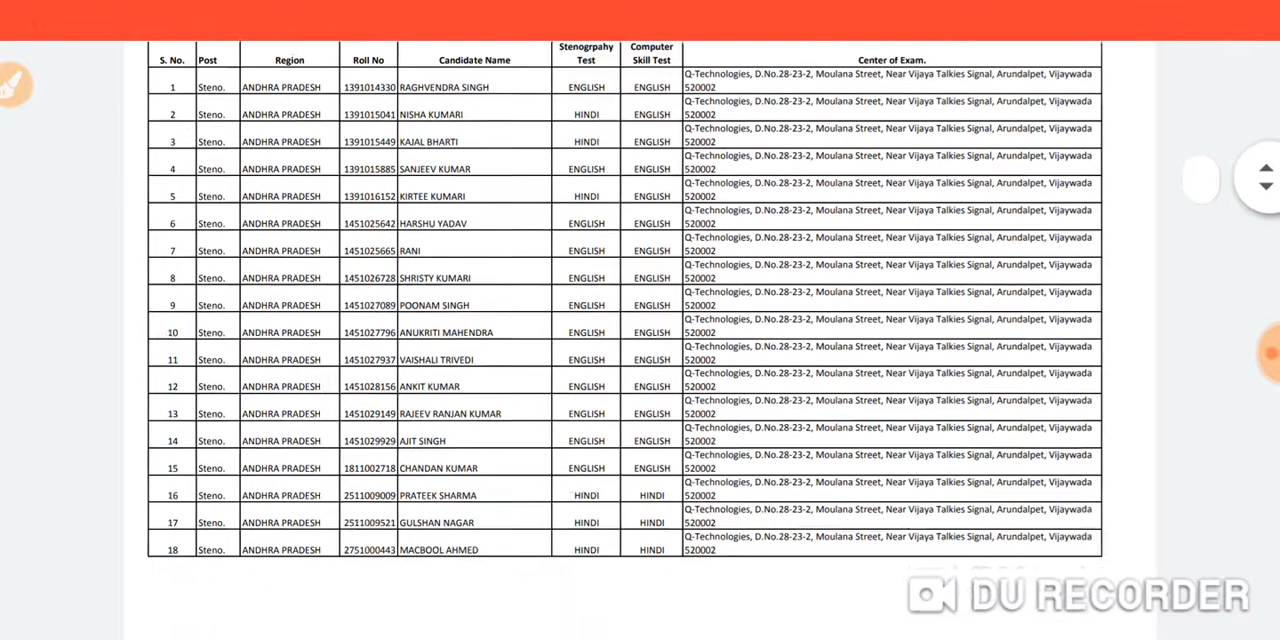 Stenogrpahy Computer
S. No. Post Region Roll No Candidate Name Test Skill Test Center of Exam.
Q-Technologies, D.No.28-23-2, Moulana Street, Near Vijaya Talkies Signal, Arundalpet, Vijaywada
1 Steno. ANDHRA PRADESH 1391014330 RAGHVENDRA SINGH ENGLISH ENGLISH 520002
Q-Technologies, D.No.28-23-2, Moulana Street, Near Vijaya Talkies Signal, Arundalpet, Vijaywada
2 Steno. ANDHRA PRADESH 1391015041 NISHA KUMARI HINDI ENGLISH 520002
Q-Technologies, D.No.28-23-2, Moulana Street, Near Vijaya Talkies Signal, Arundalpet, Vijaywada
3 Steno. ANDHRA PRADESH 1391015449 KAJAL BHARTI HINDI ENGLISH 520002
Q-Technologies, D.No.28-23-2, Moulana Street, Near Vijaya Talkies Signal, Arundalpet, Vijaywada
4 Steno. ANDHRA PRADESH 1391015885 SANJEEV KUMAR ENGLISH ENGLISH 520002
Q-Technologies, D.No.28-23-2, Moulana Street, Near Vijaya Talkies Signal, Arundalpet, Vijaywada
5 Steno. ANDHRA PRADESH 1391016152 KIRTEE KUMARI HINDI ENGLISH 520002
Q-Technologies, D.No.28-23-2, Moulana Street, Near Vijaya Talkies Signal, Arundalpet, Vijaywada
6 Steno. ANDHRA PRADESH 1451025642 HARSHU YADAV ENGLISH ENGLISH 520002
Q-Technologies, D.No.28-23-2, Moulana Street, Near Vijaya Talkies Signal, Arundalpet, Vijaywada
7 Steno. ANDHRA PRADESH 1451025665 RANI ENGLISH ENGLISH 520002
Q-Technologies, D.No.28-23-2, Moulana Street, Near Vijaya Talkies Signal, Arundalpet, Vijaywada
8 Steno. ANDHRA PRADESH 1451026728 SHRISTY KUMARI ENGLISH ENGLISH 520002
Q-Technologies, D.No.28-23-2, Moulana Street, Near Vijaya Talkies Signal, Arundalpet, Vijaywada
9 Steno. ANDHRA PRADESH 1451027089 POONAM SINGH ENGLISH ENGLISH 520002
Q-Technologies, D.No.28-23-2, Moulana Street, Near Vijaya Talkies Signal, Arundalpet, Vijaywada
10 Steno. ANDHRA PRADESH 1451027796 ANUKRITI MAHENDRA ENGLISH ENGLISH 520002
Q-Technologies, D.No.28-23-2, Moulana Street, Near Vijaya Talkies Signal, Arundalpet, Vijaywada
11 Steno. ANDHRA PRADESH 1451027937 VAISHALI TRIVEDI ENGLISH ENGLISH 520002
Q-Technologies, D.No.28-23-2, Moulana Street, Near Vijaya Talkies Signal, Arundalpet, Vijaywada
12 Steno. ANDHRA PRADESH 1451028156 ANKIT KUMAR ENGLISH ENGLISH 520002
Q-Technologies, D.No.28-23-2, Moulana Street, Near Vijaya Talkies Signal, Arundalpet, Vijaywada
13 Steno. ANDHRA PRADESH 1451029149 RAJEEV RANJAN KUMAR ENGLISH ENGLISH 520002
Q-Technologies, D.No.28-23-2, Moulana Street, Near Vijaya Talkies Signal, Arundalpet, Vijaywada
14 Steno. ANDHRA PRADESH 1451029929 AJIT SINGH ENGLISH ENGLISH 520002
Q-Technologies, D.No.28-23-2, Moulana Street, Near Vijaya Talkies Signal, Arundalpet, Vijaywada
15 Steno. ANDHRA PRADESH 1811002718 CHANDAN KUMAR ENGLISH ENGLISH 520002
Q-Technologies, D.No.28-23-2, Moulana Street, Near Vijaya Talkies Signal, Arundalpet, Vijaywada
16 Steno. ANDHRA PRADESH 2511009009 PRATEEK SHARMA HINDI HINDI 520002
Q-Technologies, D.No.28-23-2, Moulana Street, Near Vijaya Talkies Signal, Arundalpet, Vijaywada
17 Steno. ANDHRA PRADESH 2511009521 GULSHAN NAGAR HINDI HINDI 520002
Q-Technologies, D.No.28-23-2, Moulana Street, Near Vijaya Talkies Signal, Arundalpet, Vijaywada
18 Steno. ANDHRA PRADESH 2751000443 MACBOOL AHMED HINDI HINDI 520002
DU RECORDER